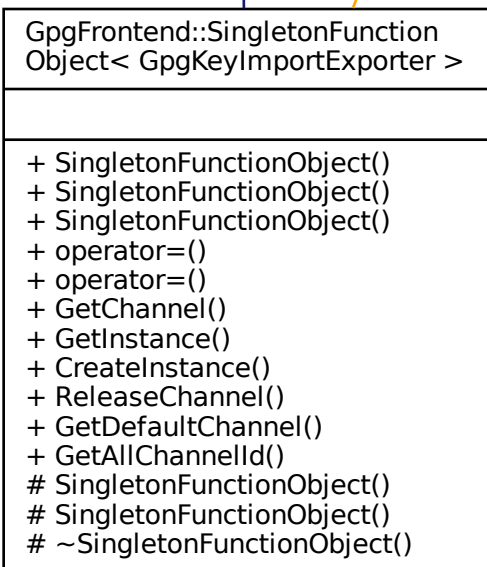 GpgFrontend::SingletonFunction
Object< GpgKeyImportExporter >
+ SingletonFunctionObject()
+ SingletonFunctionObject()
+ SingletonFunctionObject()
+ operator=()
+ operator=()
+ GetChannel()
+ GetInstance()
+ CreateInstance()
+ ReleaseChannel()
+ GetDefaultChannel()
+ GetAllChannelId()
# SingletonFunctionObject()
# SingletonFunctionObject()
# ~SingletonFunctionObject()